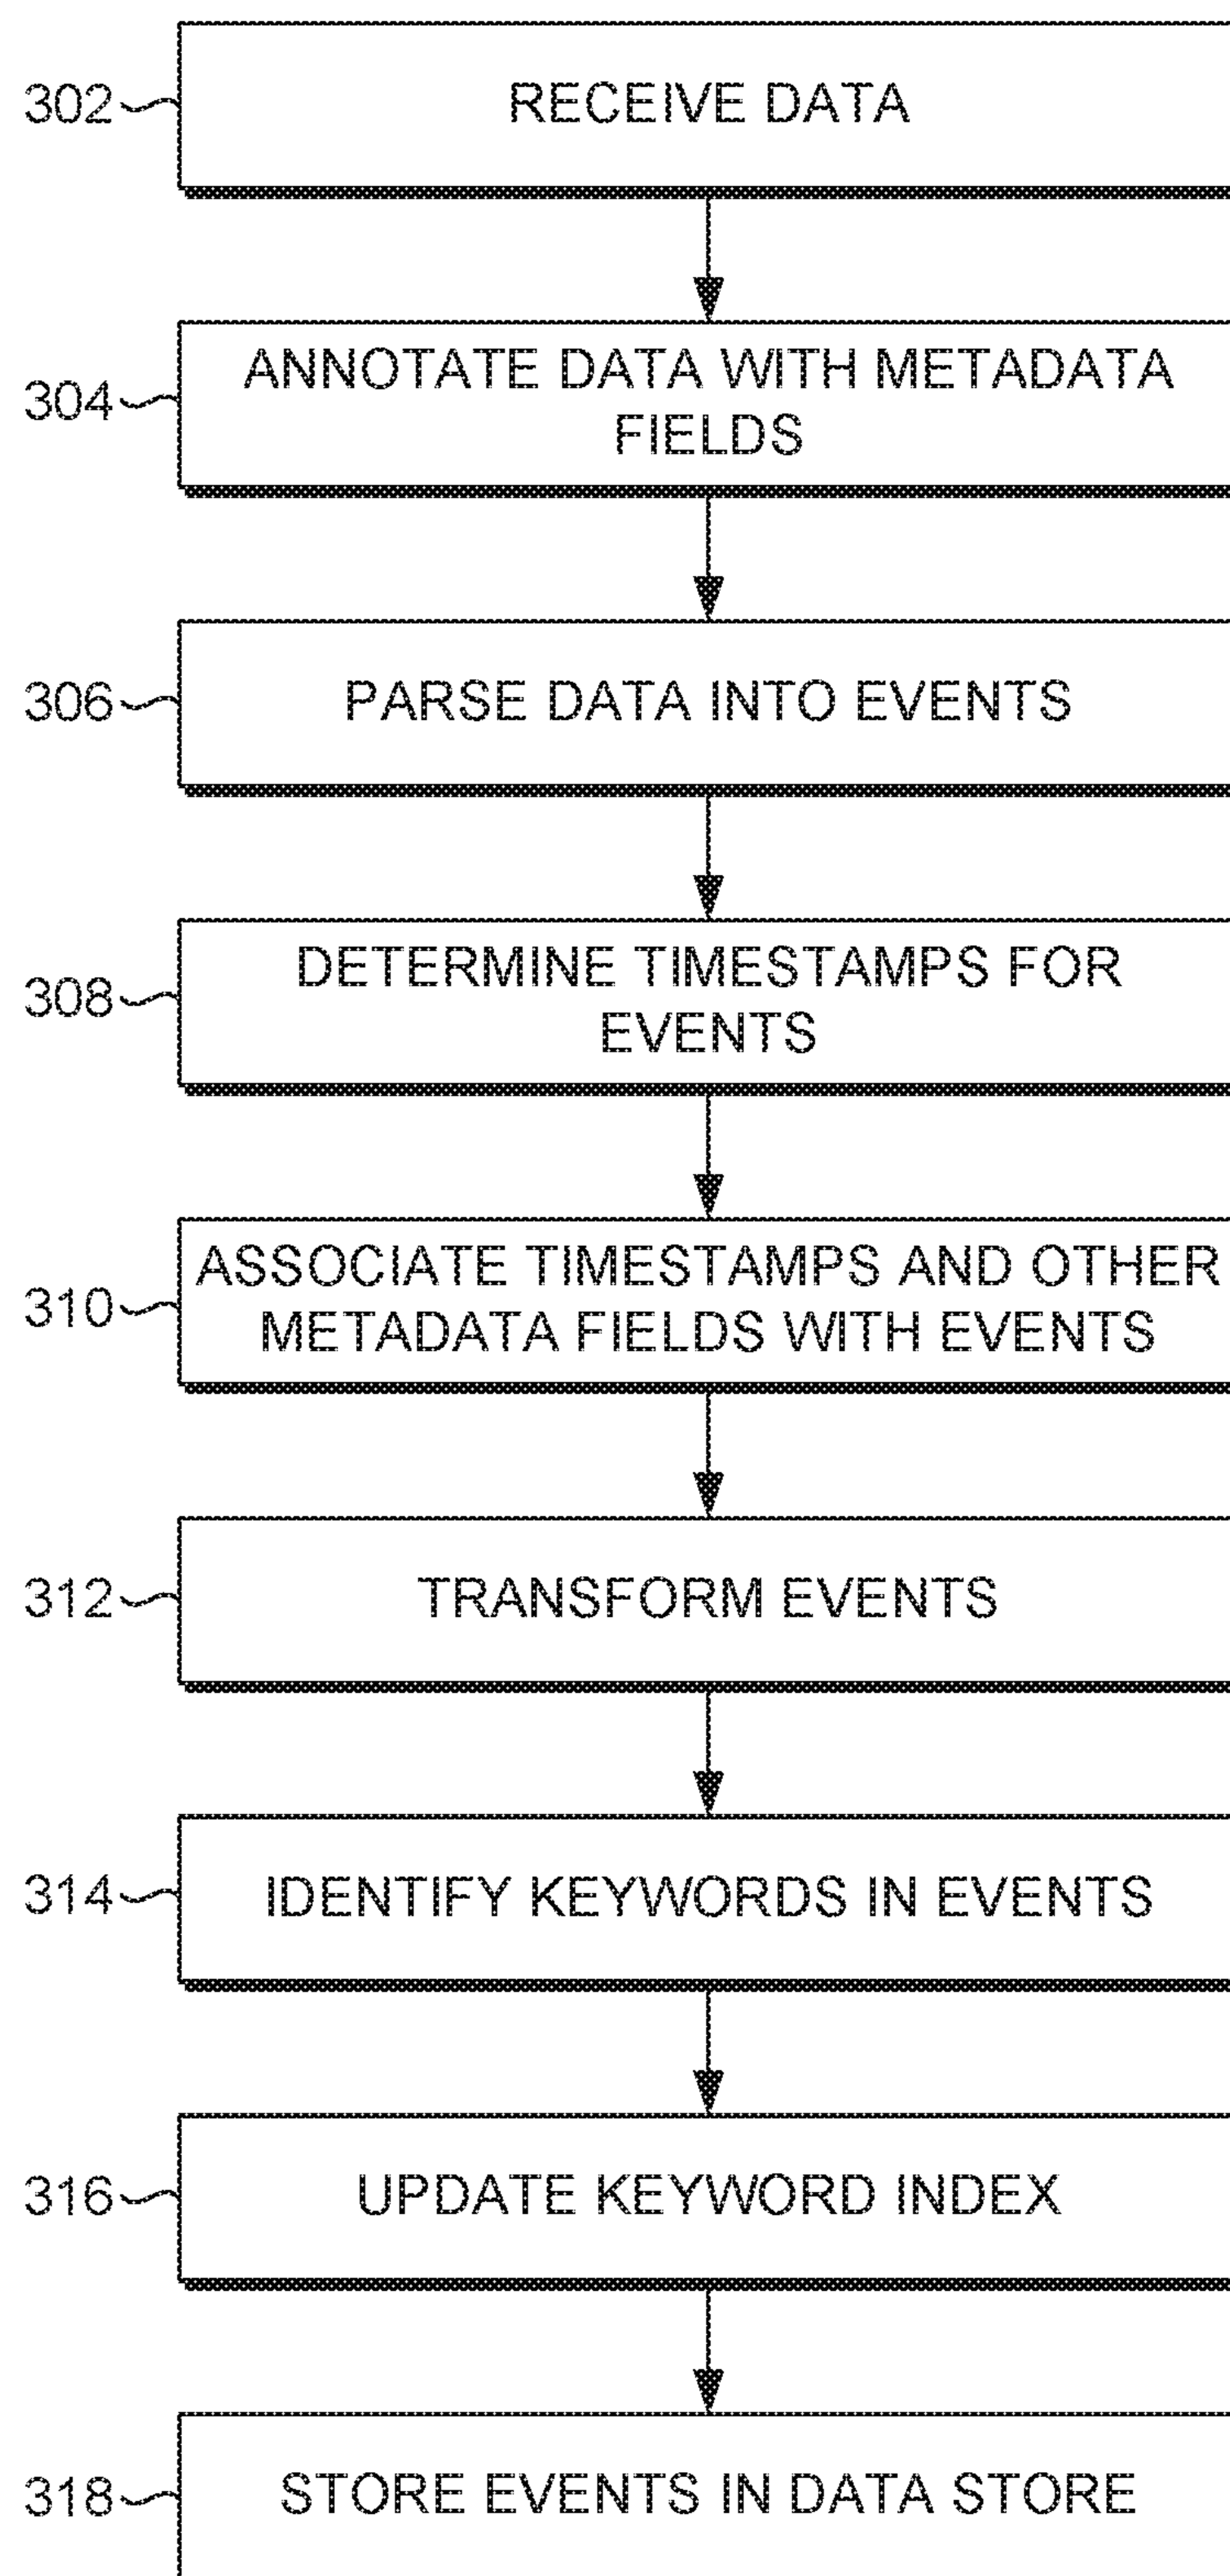 302
RECEIVE DATA
304
ANNOTATE DATA WITH METADATA
FIELDS
306
PARSE DATA INTO EVENTS
308
DETERMINE TIMESTAMPS FOR
EVENTS
310
ASSOCIATE TIMESTAMPS AND OTHER
METADATA FIELDS WITH EVENTS
312
TRANSFORM EVENTS
314
IDENTIFY KEYWORDS IN EVENTS
316
UPDATE KEYWORD INDEX
318
STORE EVENTS IN DATA STORE